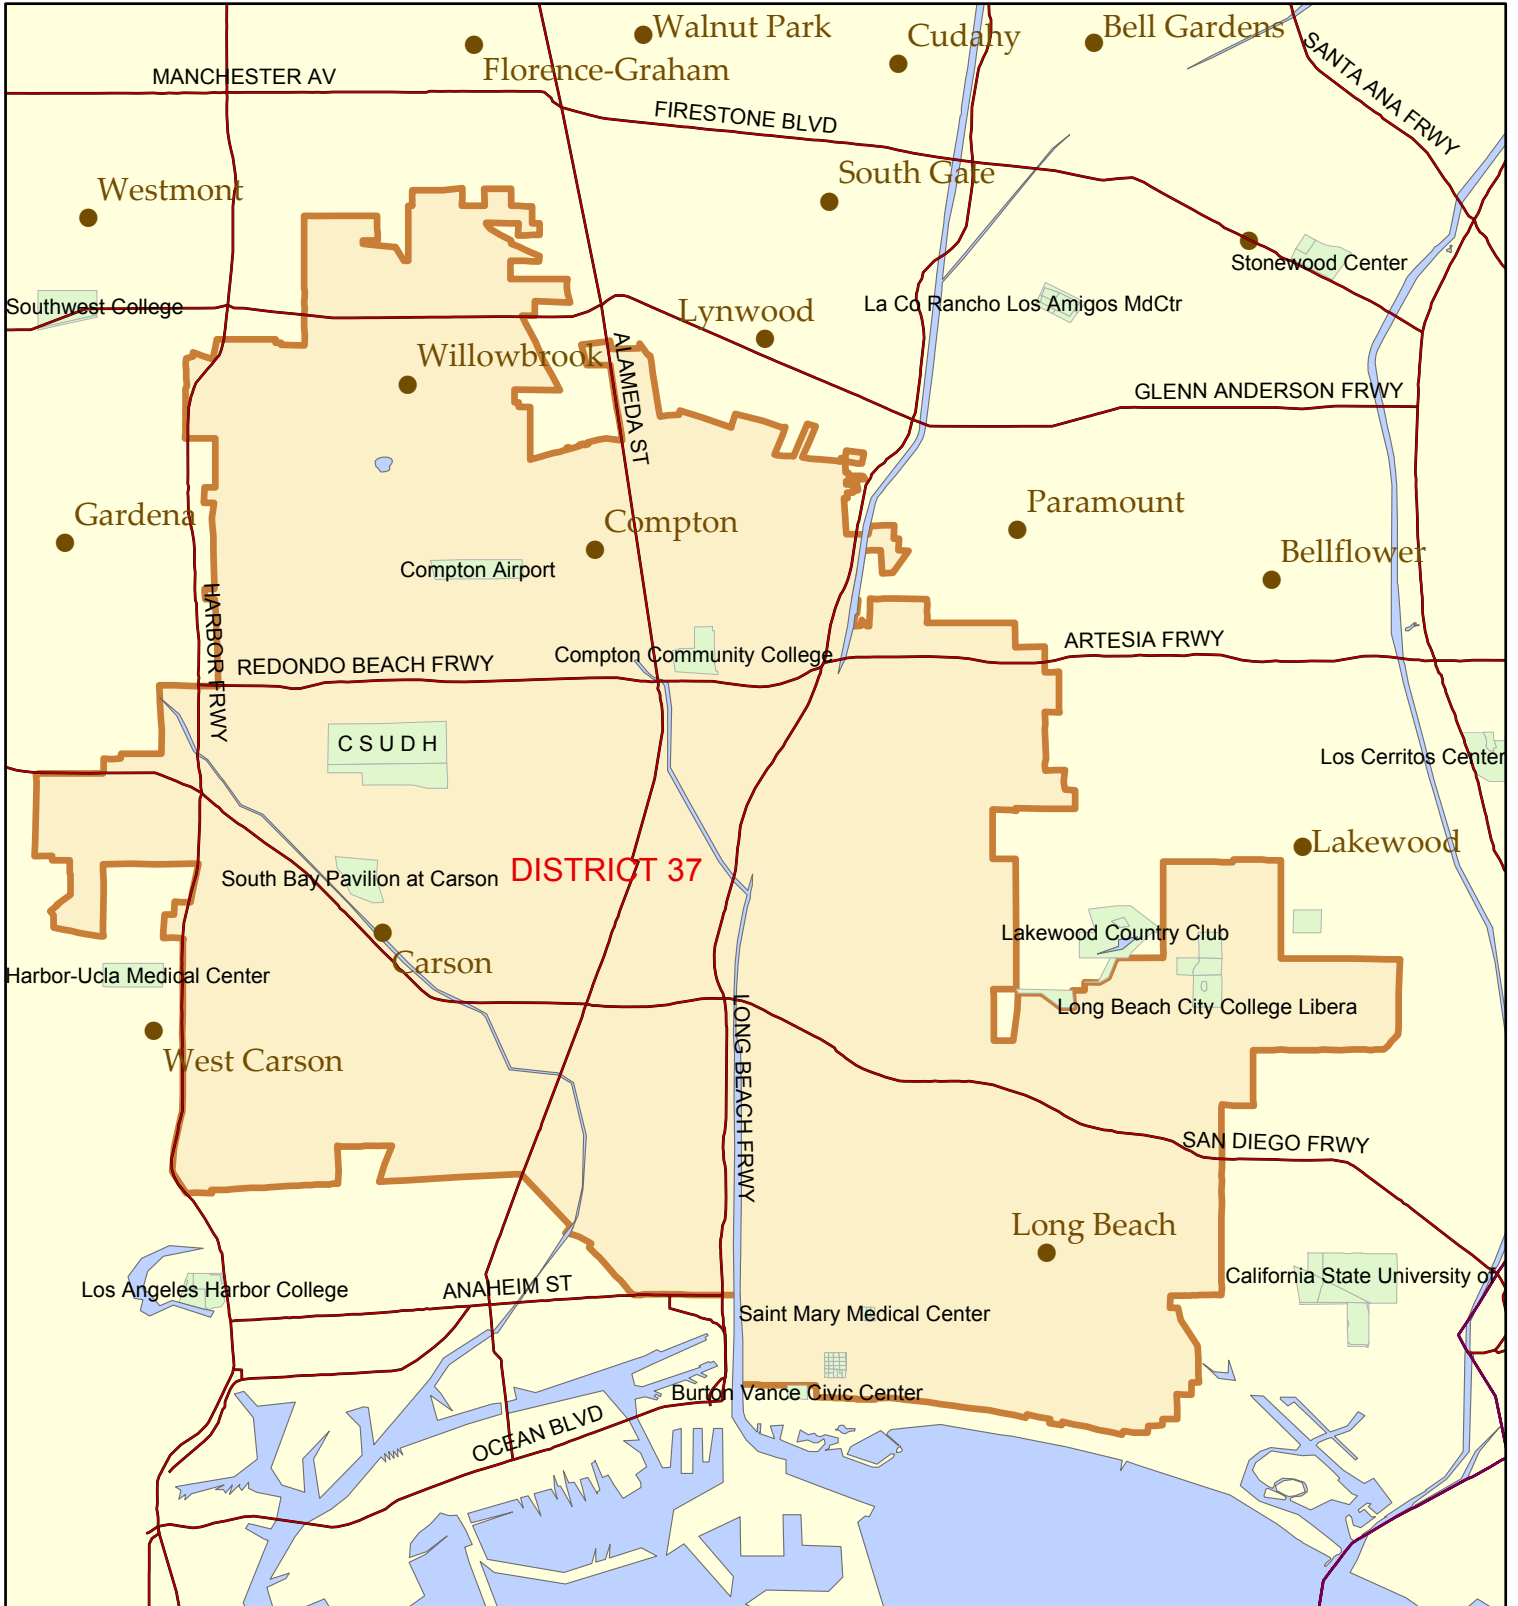 Walnut Park
Cudahy
Bell Gardens
Florence-Graham
MANCHESTER AV
SANTA ANA FRWY
FIRESTONE BLVD
Westmont
South Gate
Stonewood Center
Southwest College
Lynwood
La Co Rancho Los Amigos MdCtr
Willowbrook
ALAMEDA ST
GLENN ANDERSON FRWY
Gardena
Compton
Paramount
Bellflower
Compton Airport
HARBOR FRWY
REDONDO BEACH FRWY
Compton Community College
ARTESIA FRWY
C S U D H
Los Cerritos Center
Lakewood
South Bay Pavilion at Carson
DISTRICT 37
Lakewood Country Club
Carson
Harbor-Ucla Medical Center
Long Beach City College Libera
West Carson
LONG BEACH FRWY
SAN DIEGO FRWY
Long Beach
California State University of
Los Angeles Harbor College
ANAHEIM ST
Saint Mary Medical Center
Burton Vance Civic Center
OCEAN BLVD